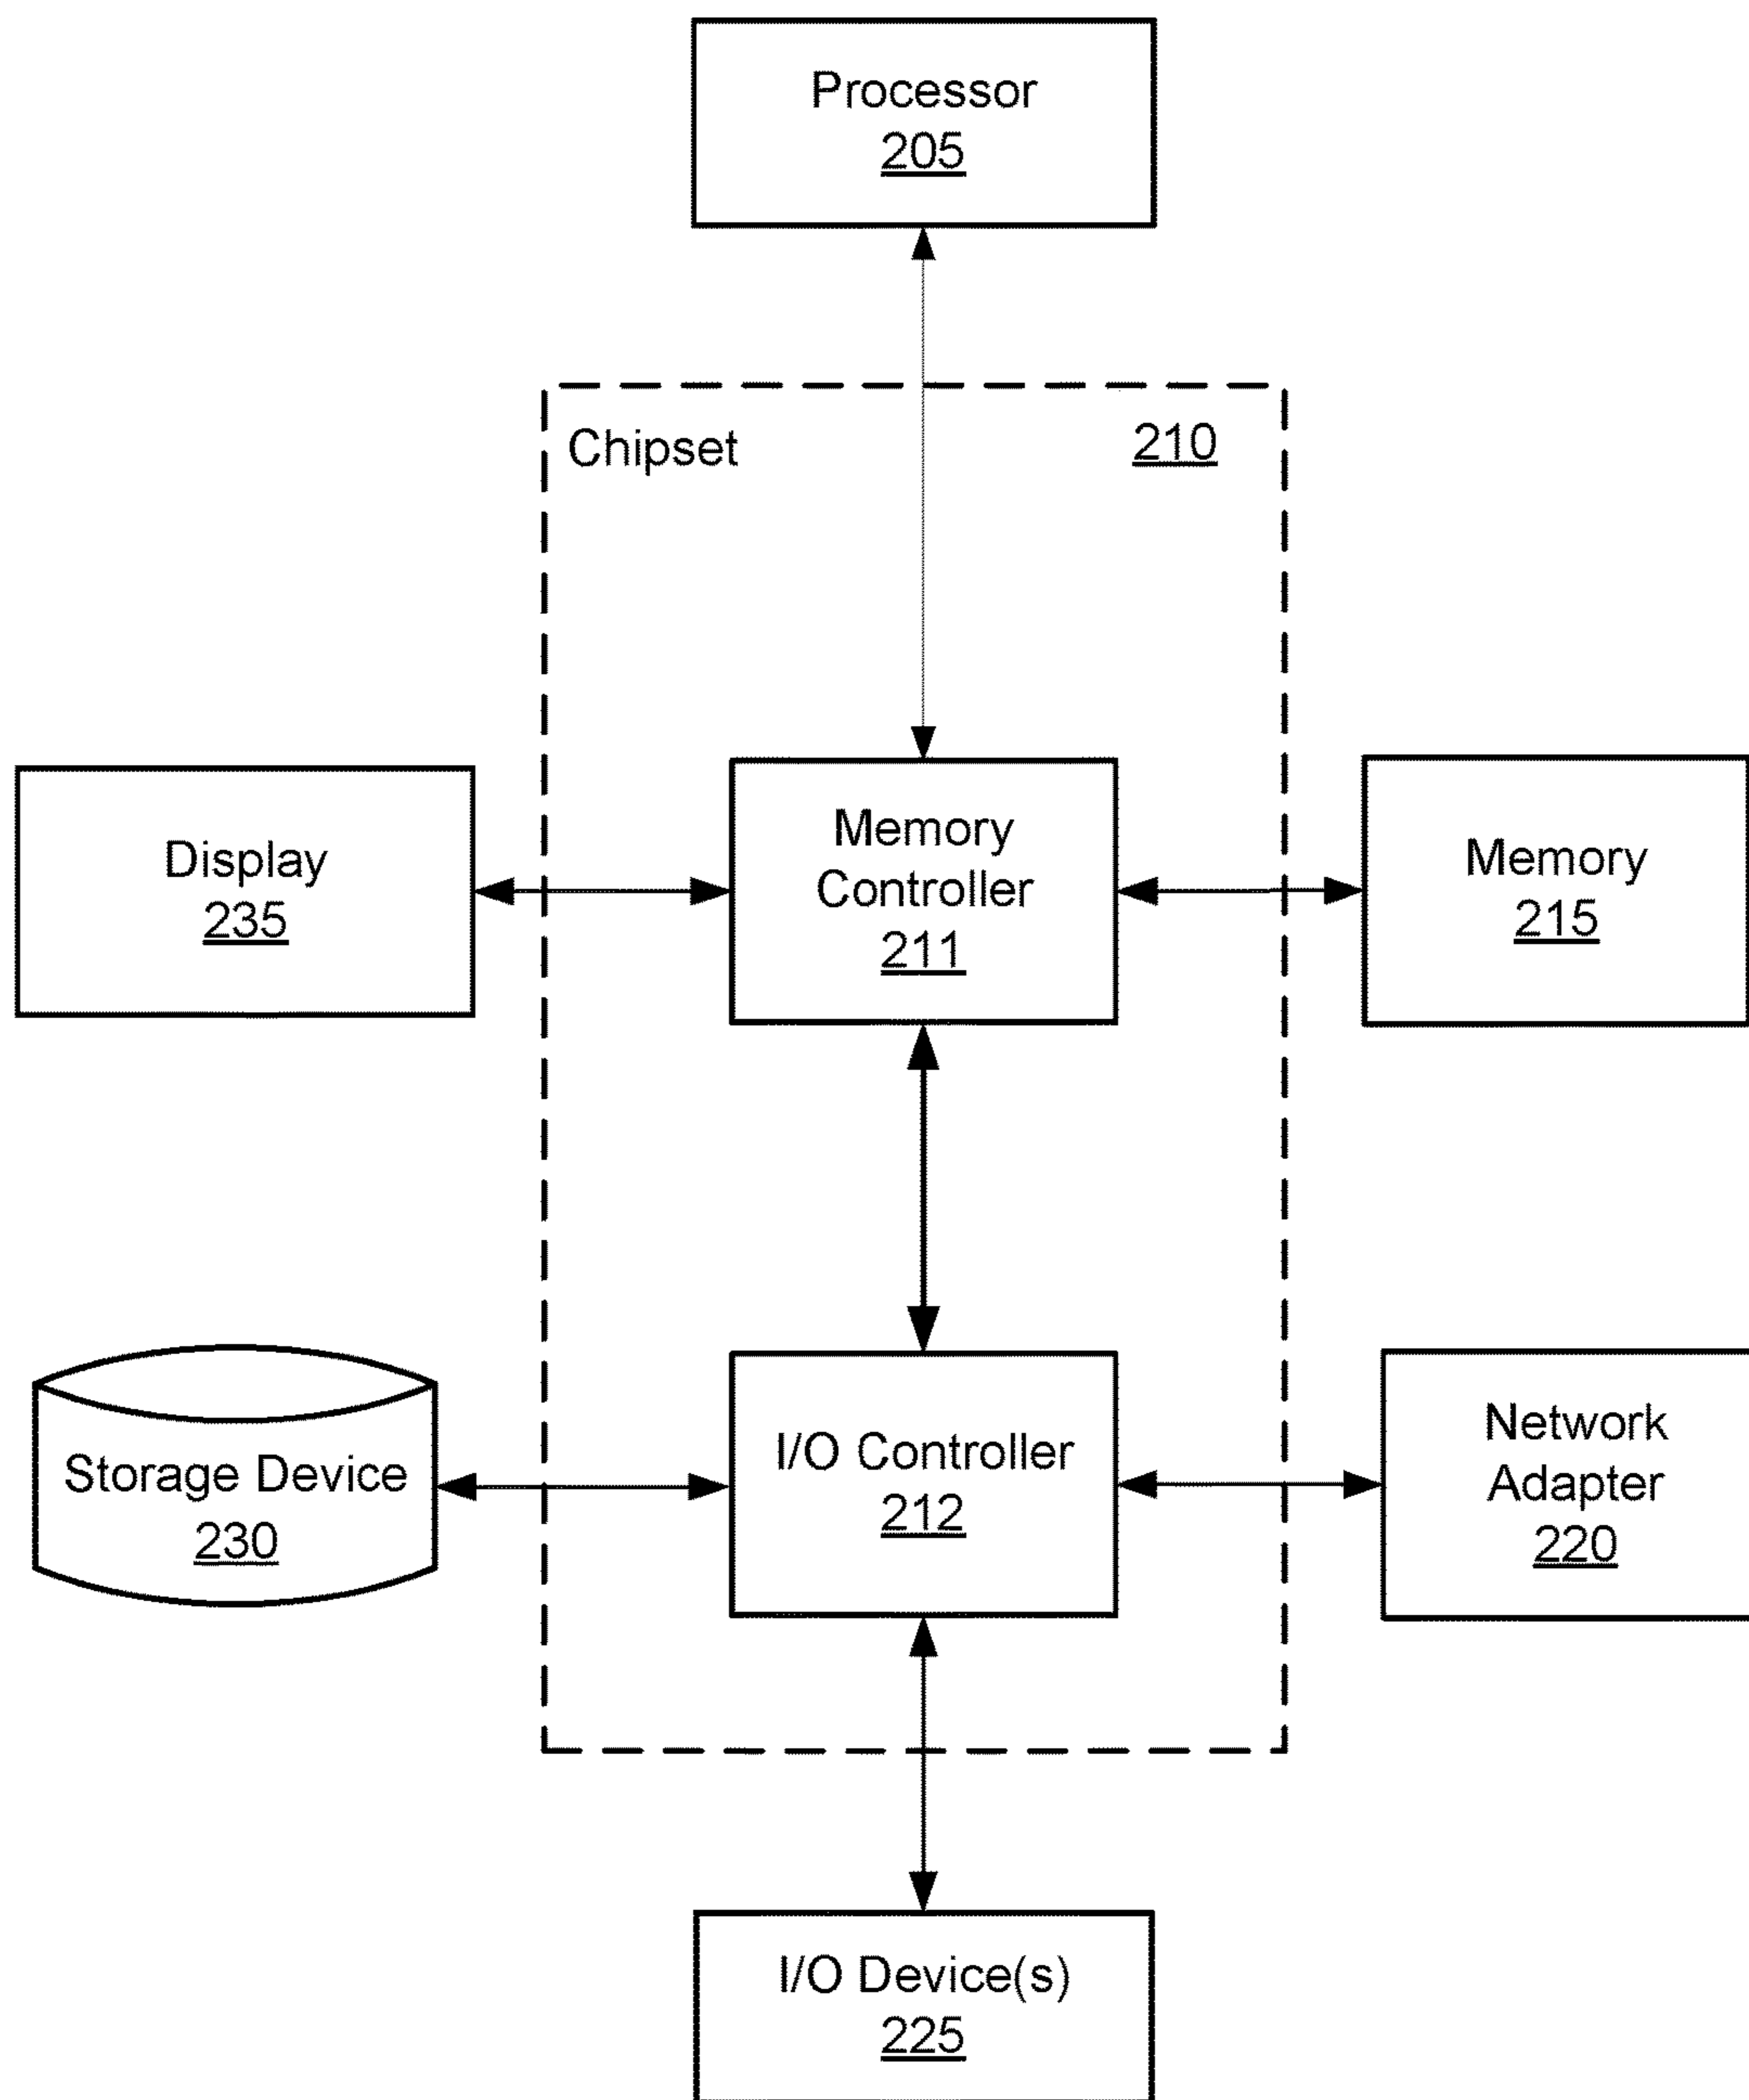 Processor
205
Chipset
210
Display
235
Memory
Controller
211
Memory
215
Storage Device
230
I/O Controller
212
Network
Adapter
220
I/O Device(s)
225